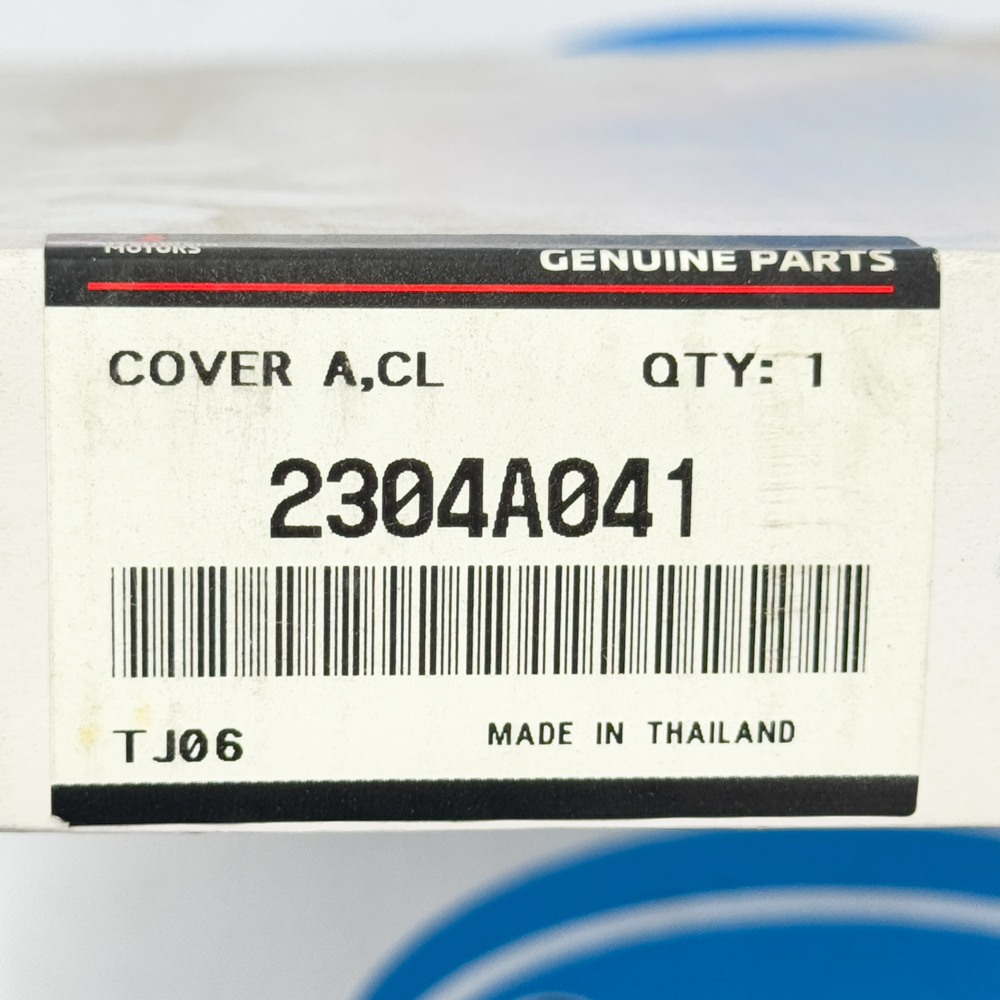 MOTORS
GENUINE PARTS
COVER A,CL QTY: 1
2304A041
TJ06 MADE IN THAILAND